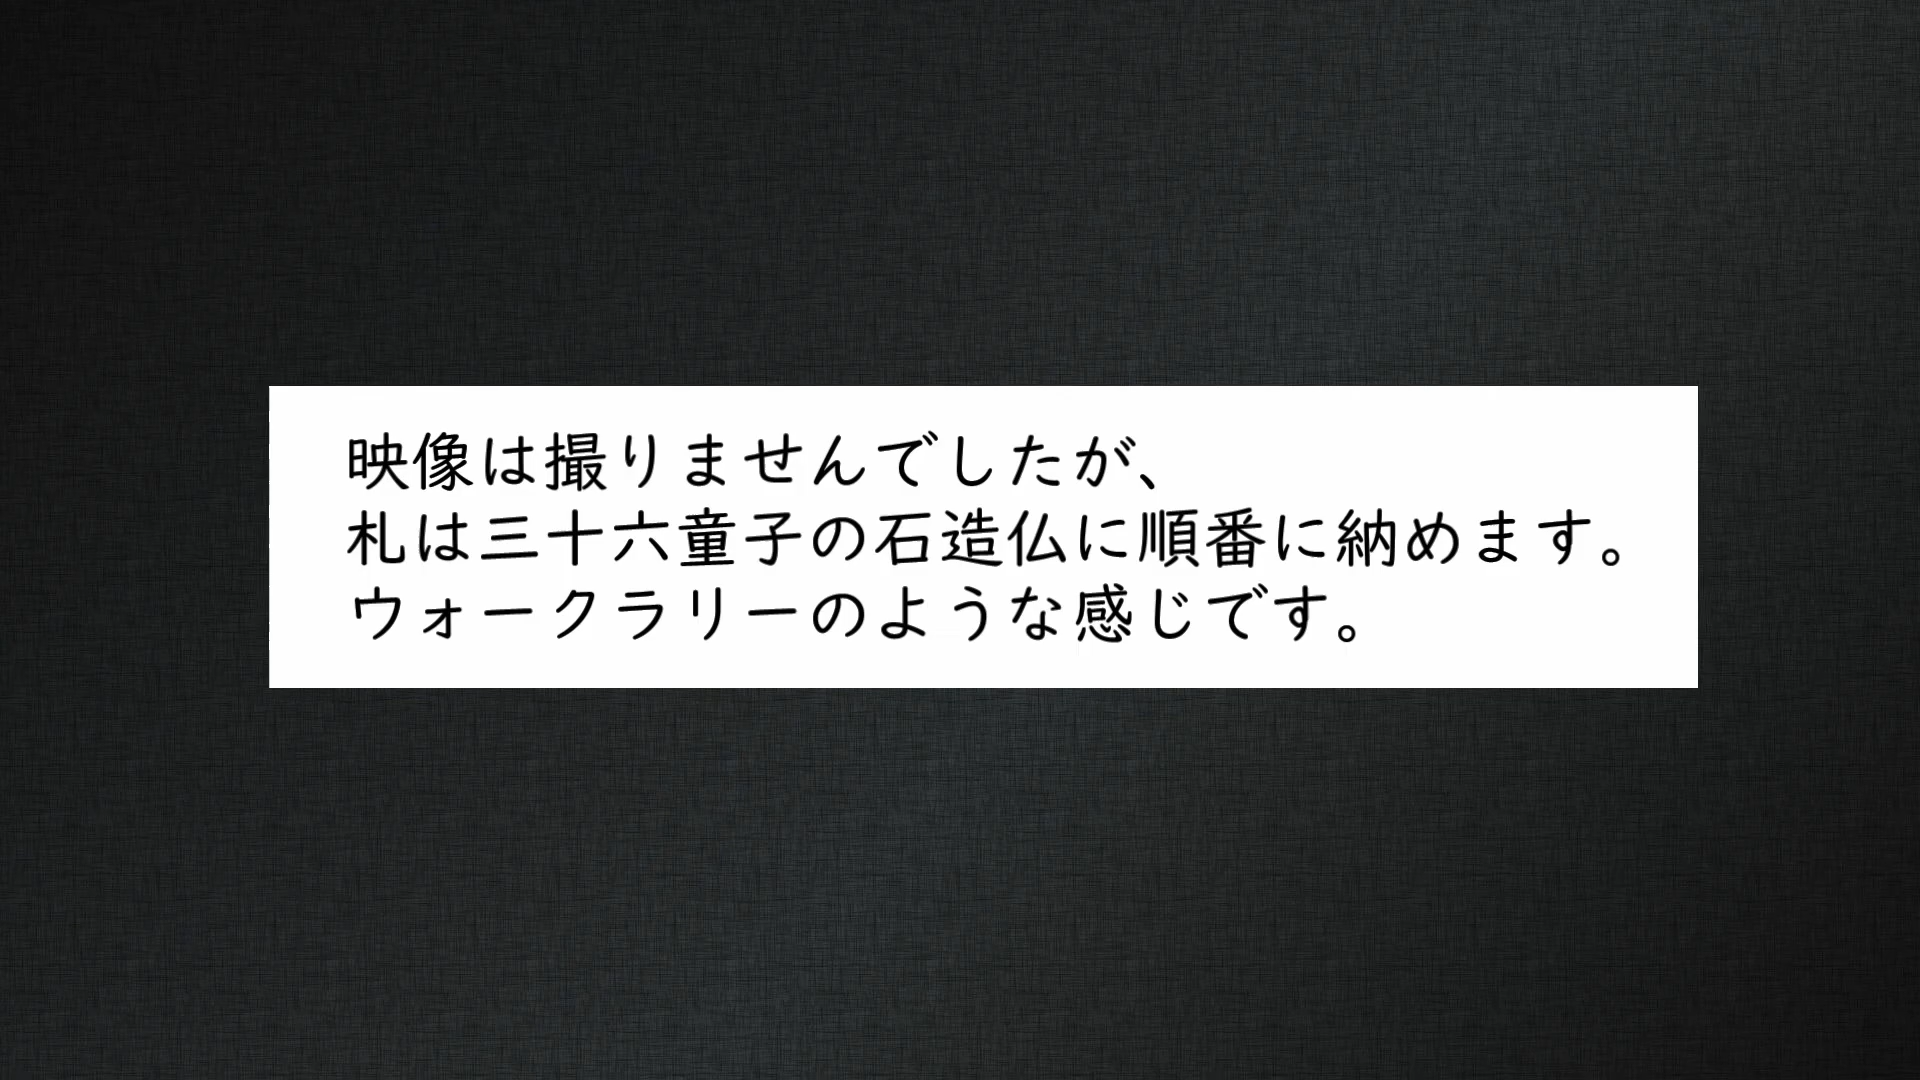 映像は撮りませんでしたが、
札は三十六童子の石造仏に順番に納めます。
ウォークラリーのような感じです。